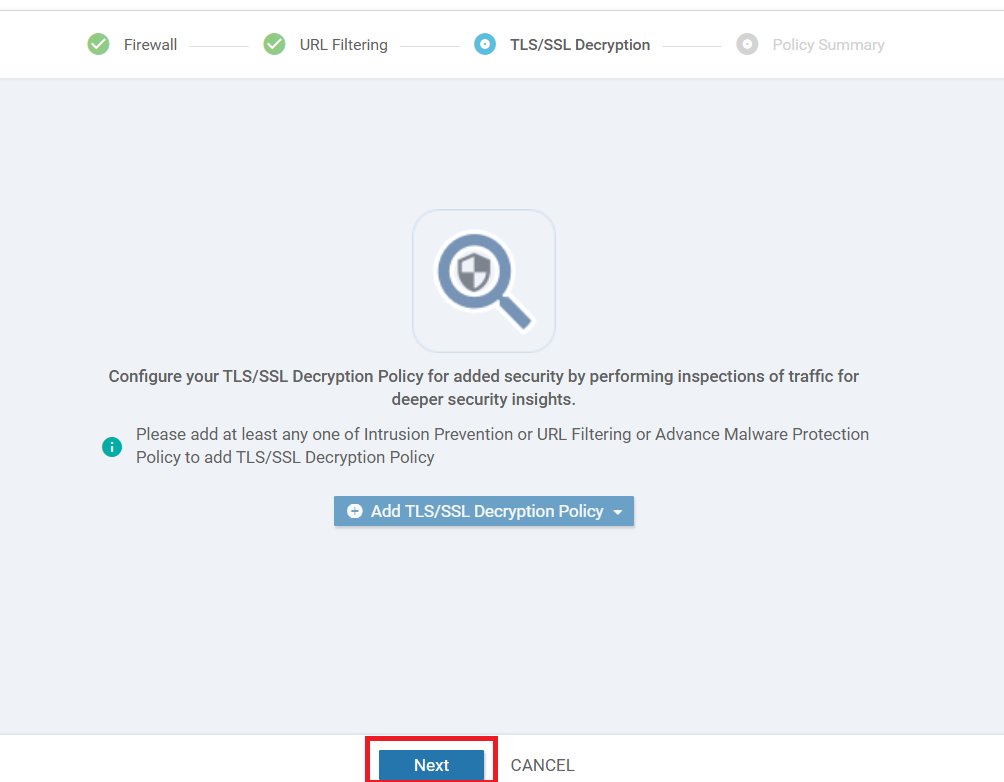 Firewall URL Filtering TLS/SSL Decryption Policy Summary
Configure your TLS/SSL Decryption Policy for added security by performing inspections of traffic for
deeper security insights.
Please add at least any one of Intrusion Prevention or URL Filtering or Advance Malware Protection
Policy to add TLS/SSL Decryption Policy
Add TLS/SSL Decryption Policy
Next CANCEL